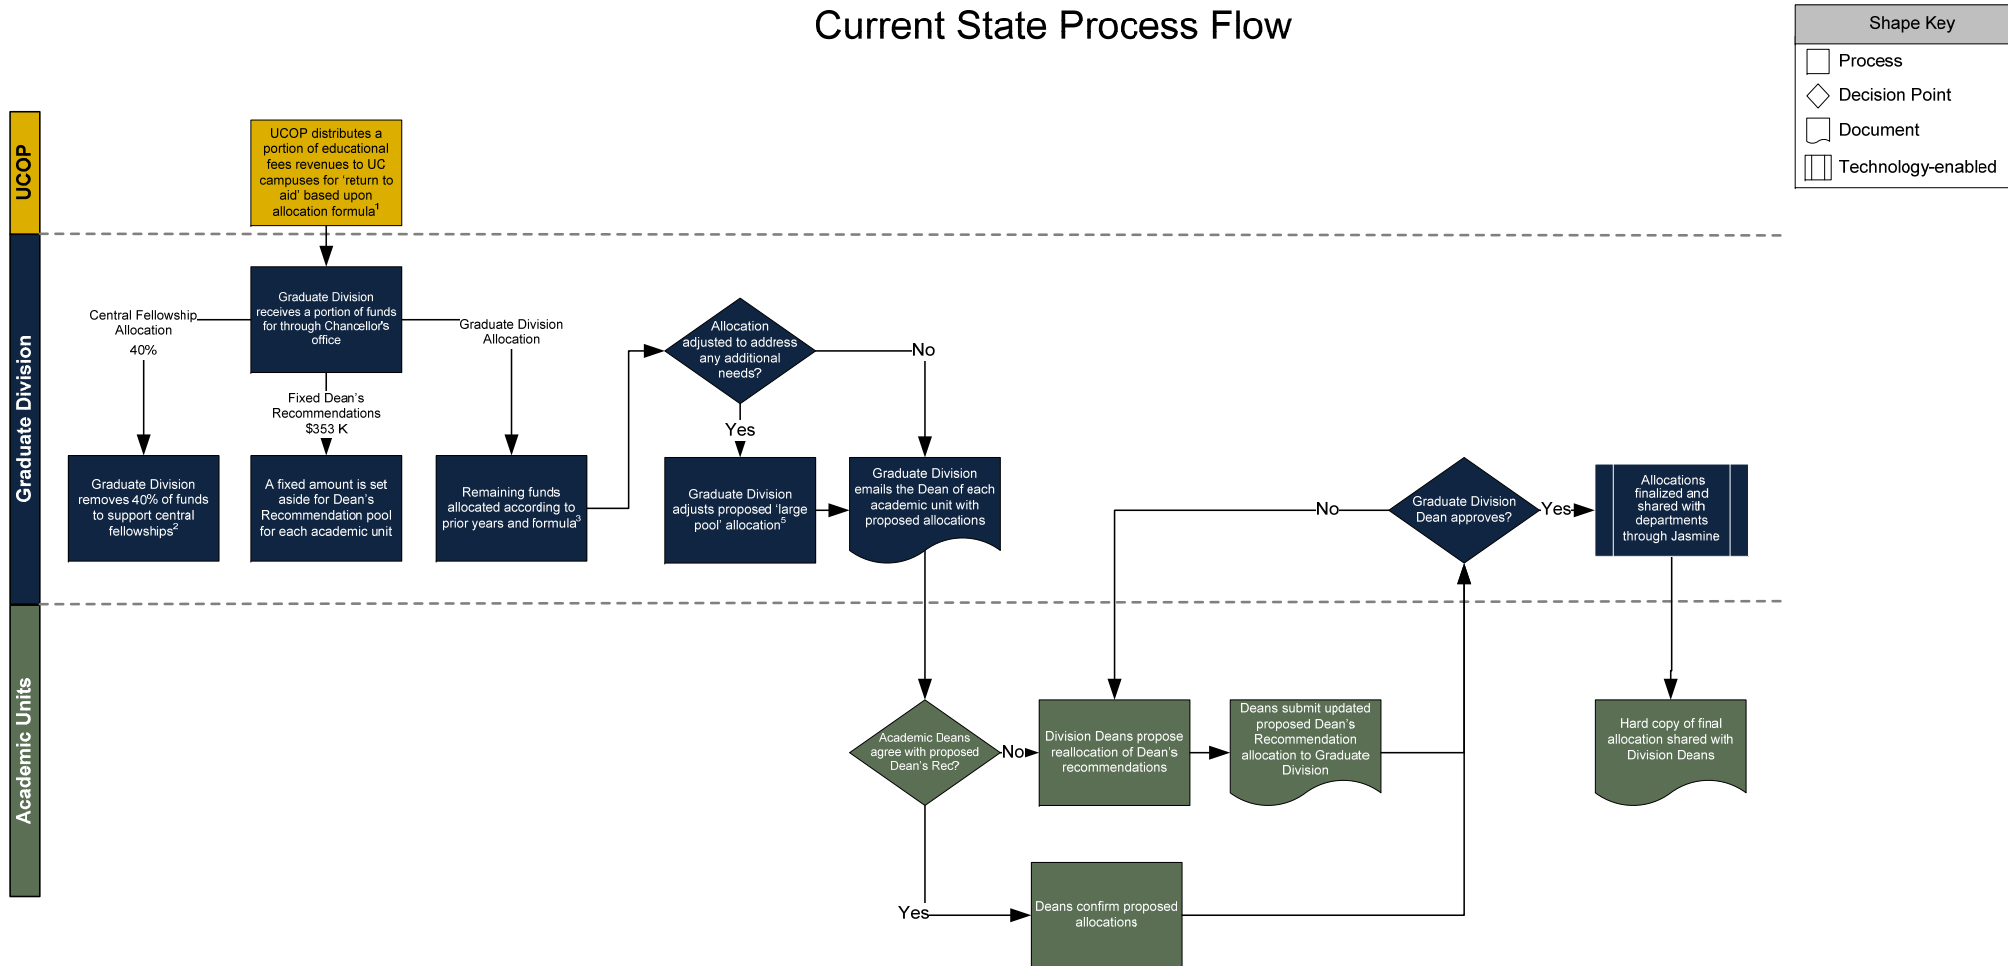 Current State Process Flow
Shape Key
Process
Decision Point
Document
Technology-enabled
UCOP
UCOP distributes a
portion of educational
fees revenues to UC
campuses for ‘return to
aid’ based upon
allocation formula1
Graduate Division
Graduate Division
receives a portion of funds
for through Chancellor's
office
Central Fellowship
Allocation
40%
Graduate Division
Allocation
Fixed Dean’s
Recommendations
$353 K
Graduate Division
removes 40% of funds
to support central
fellowships2
A fixed amount is set
aside for Dean’s
Recommendation pool
for each academic unit
Remaining funds
allocated according to
prior years and formula3
Allocation
adjusted to address
any additional
needs?
No
Yes
Graduate Division
adjusts proposed ‘large
pool’ allocation5
Graduate Division
emails the Dean of each
academic unit with
proposed allocations
No
Graduate Division
Dean approves?
Yes
Allocations
finalized and
shared with
departments
through Jasmine
Academic Units
Academic Deans
agree with proposed
Dean’s Rec?
No
Division Deans propose
reallocation of Dean’s
recommendations
Deans submit updated
proposed Dean’s
Recommendation
allocation to Graduate
Division
Hard copy of final
allocation shared with
Division Deans
Yes
Deans confirm proposed
allocations